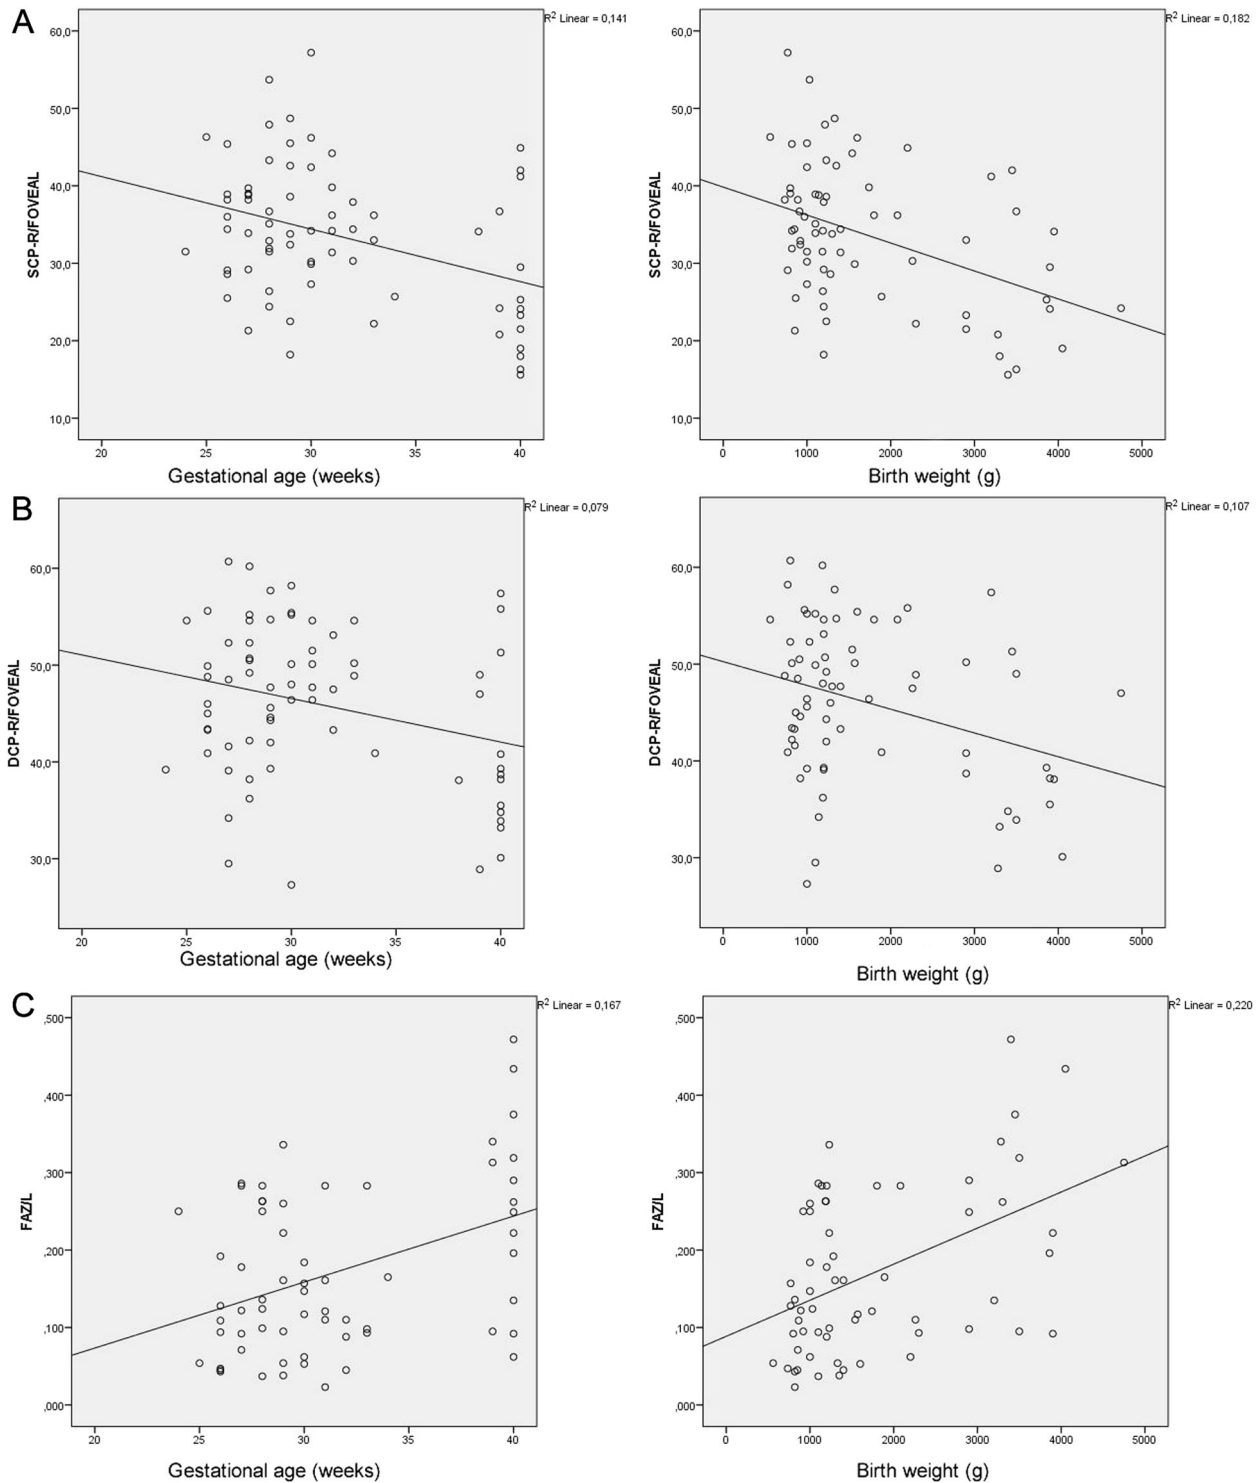 A
R² Linear = 0,141
60,0
50,0
40,0
30,0
20,0
10,0
SCP-R/FOVEAL
20 25 30 35 40
Gestational age (weeks)
R² Linear = 0,182
60,0
50,0
40,0
30,0
20,0
10,0
SCP-R/FOVEAL
0 1000 2000 3000 4000 5000
Birth weight (g)
B
R² Linear = 0,079
60,0
50,0
40,0
30,0
DCP-R/FOVEAL
20 25 30 35 40
Gestational age (weeks)
R² Linear = 0,107
60,0
50,0
40,0
30,0
DCP-R/FOVEAL
0 1000 2000 3000 4000 5000
Birth weight (g)
C
R² Linear = 0,167
,500
,400
,300
,200
,100
,000
FAZ/L
20 25 30 35 40
Gestational age (weeks)
R² Linear = 0,220
,500
,400
,300
,200
,100
,000
FAZ/L
0 1000 2000 3000 4000 5000
Birth weight (g)